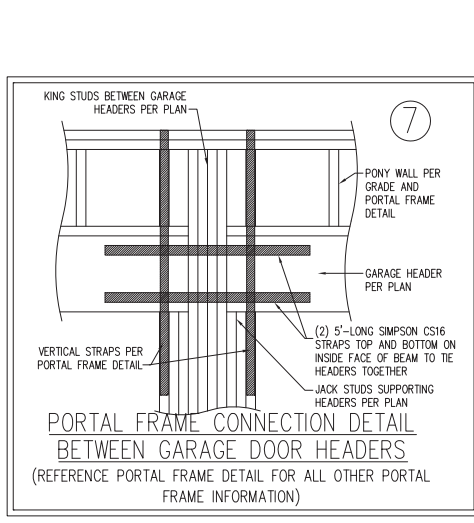 KING STUDS BETWEEN GARAGE
HEADERS PER PLAN
7
PONY WALL PER
GRADE AND
PORTAL FRAME
DETAIL
GARAGE HEADER
PER PLAN
(2) 5'-LONG SIMPSON CS16
STRAPS TOP AND BOTTOM ON
INSIDE FACE OF BEAM TO TIE
HEADERS TOGETHER
VERTICAL STRAPS PER
PORTAL FRAME DETAIL
JACK STUDS SUPPORTING
HEADERS PER PLAN
PORTAL FRAME CONNECTION DETAIL
BETWEEN GARAGE DOOR HEADERS
(REFERENCE PORTAL FRAME DETAIL FOR ALL OTHER PORTAL
FRAME INFORMATION)